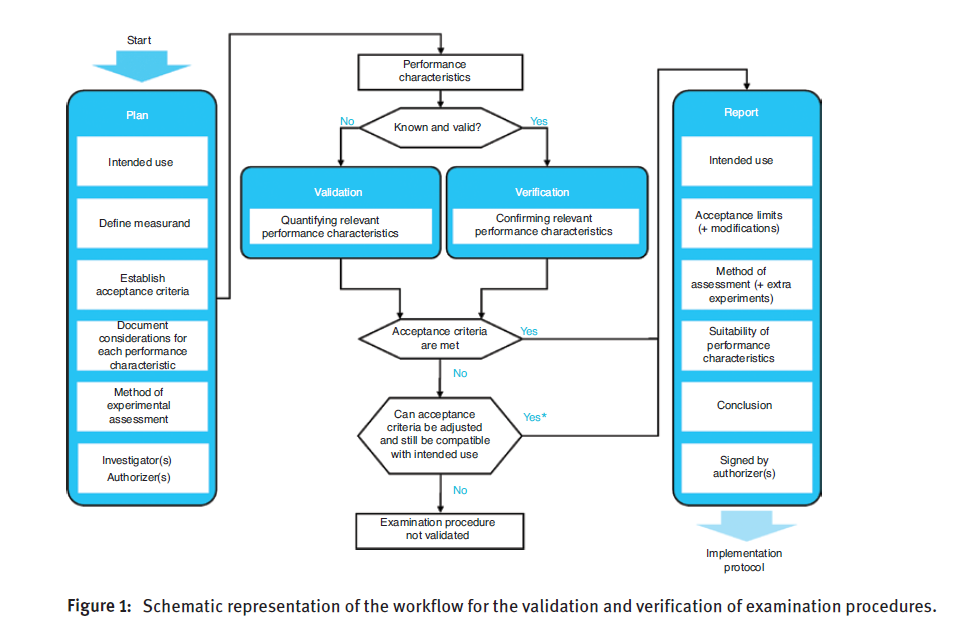 Start
Plan
Intended use
Define measurand
Establish
acceptance criteria
Document
considerations for
each performance
characteristic
Method of
experimental
assessment
Investigator(s)
Authorizer(s)
Performance
characteristics
Known and valid?
No
Yes
Validation
Quantifying relevant
performance characteristics
Verification
Confirming relevant
performance characteristics
Acceptance criteria
are met
Yes
No
Can acceptance
criteria be adjusted
and still be compatible
with intended use
Yes*
No
Examination procedure
not validated
Report
Intended use
Acceptance limits
(+ modifications)
Method of
assessment (+ extra
experiments)
Suitability of
performance
characteristics
Conclusion
Signed by
authorizer(s)
Implementation
protocol
Figure 1: Schematic representation of the workflow for the validation and verification of examination procedures.